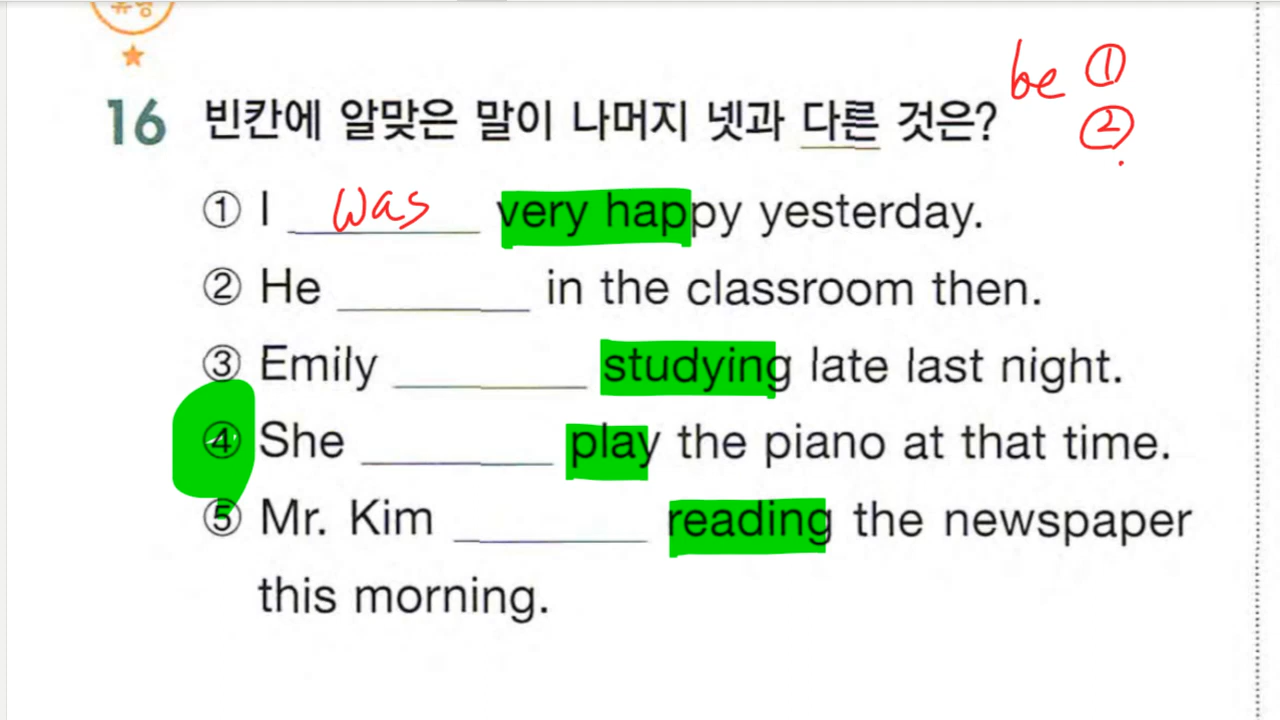 유형
be ①
②
16 빈칸에 알맞은 말이 나머지 넷과 다른 것은?
① I was very happy yesterday.
② He ________ in the classroom then.
③ Emily ________ studying late last night.
④ She ________ play the piano at that time.
⑤ Mr. Kim ________ reading the newspaper
this morning.